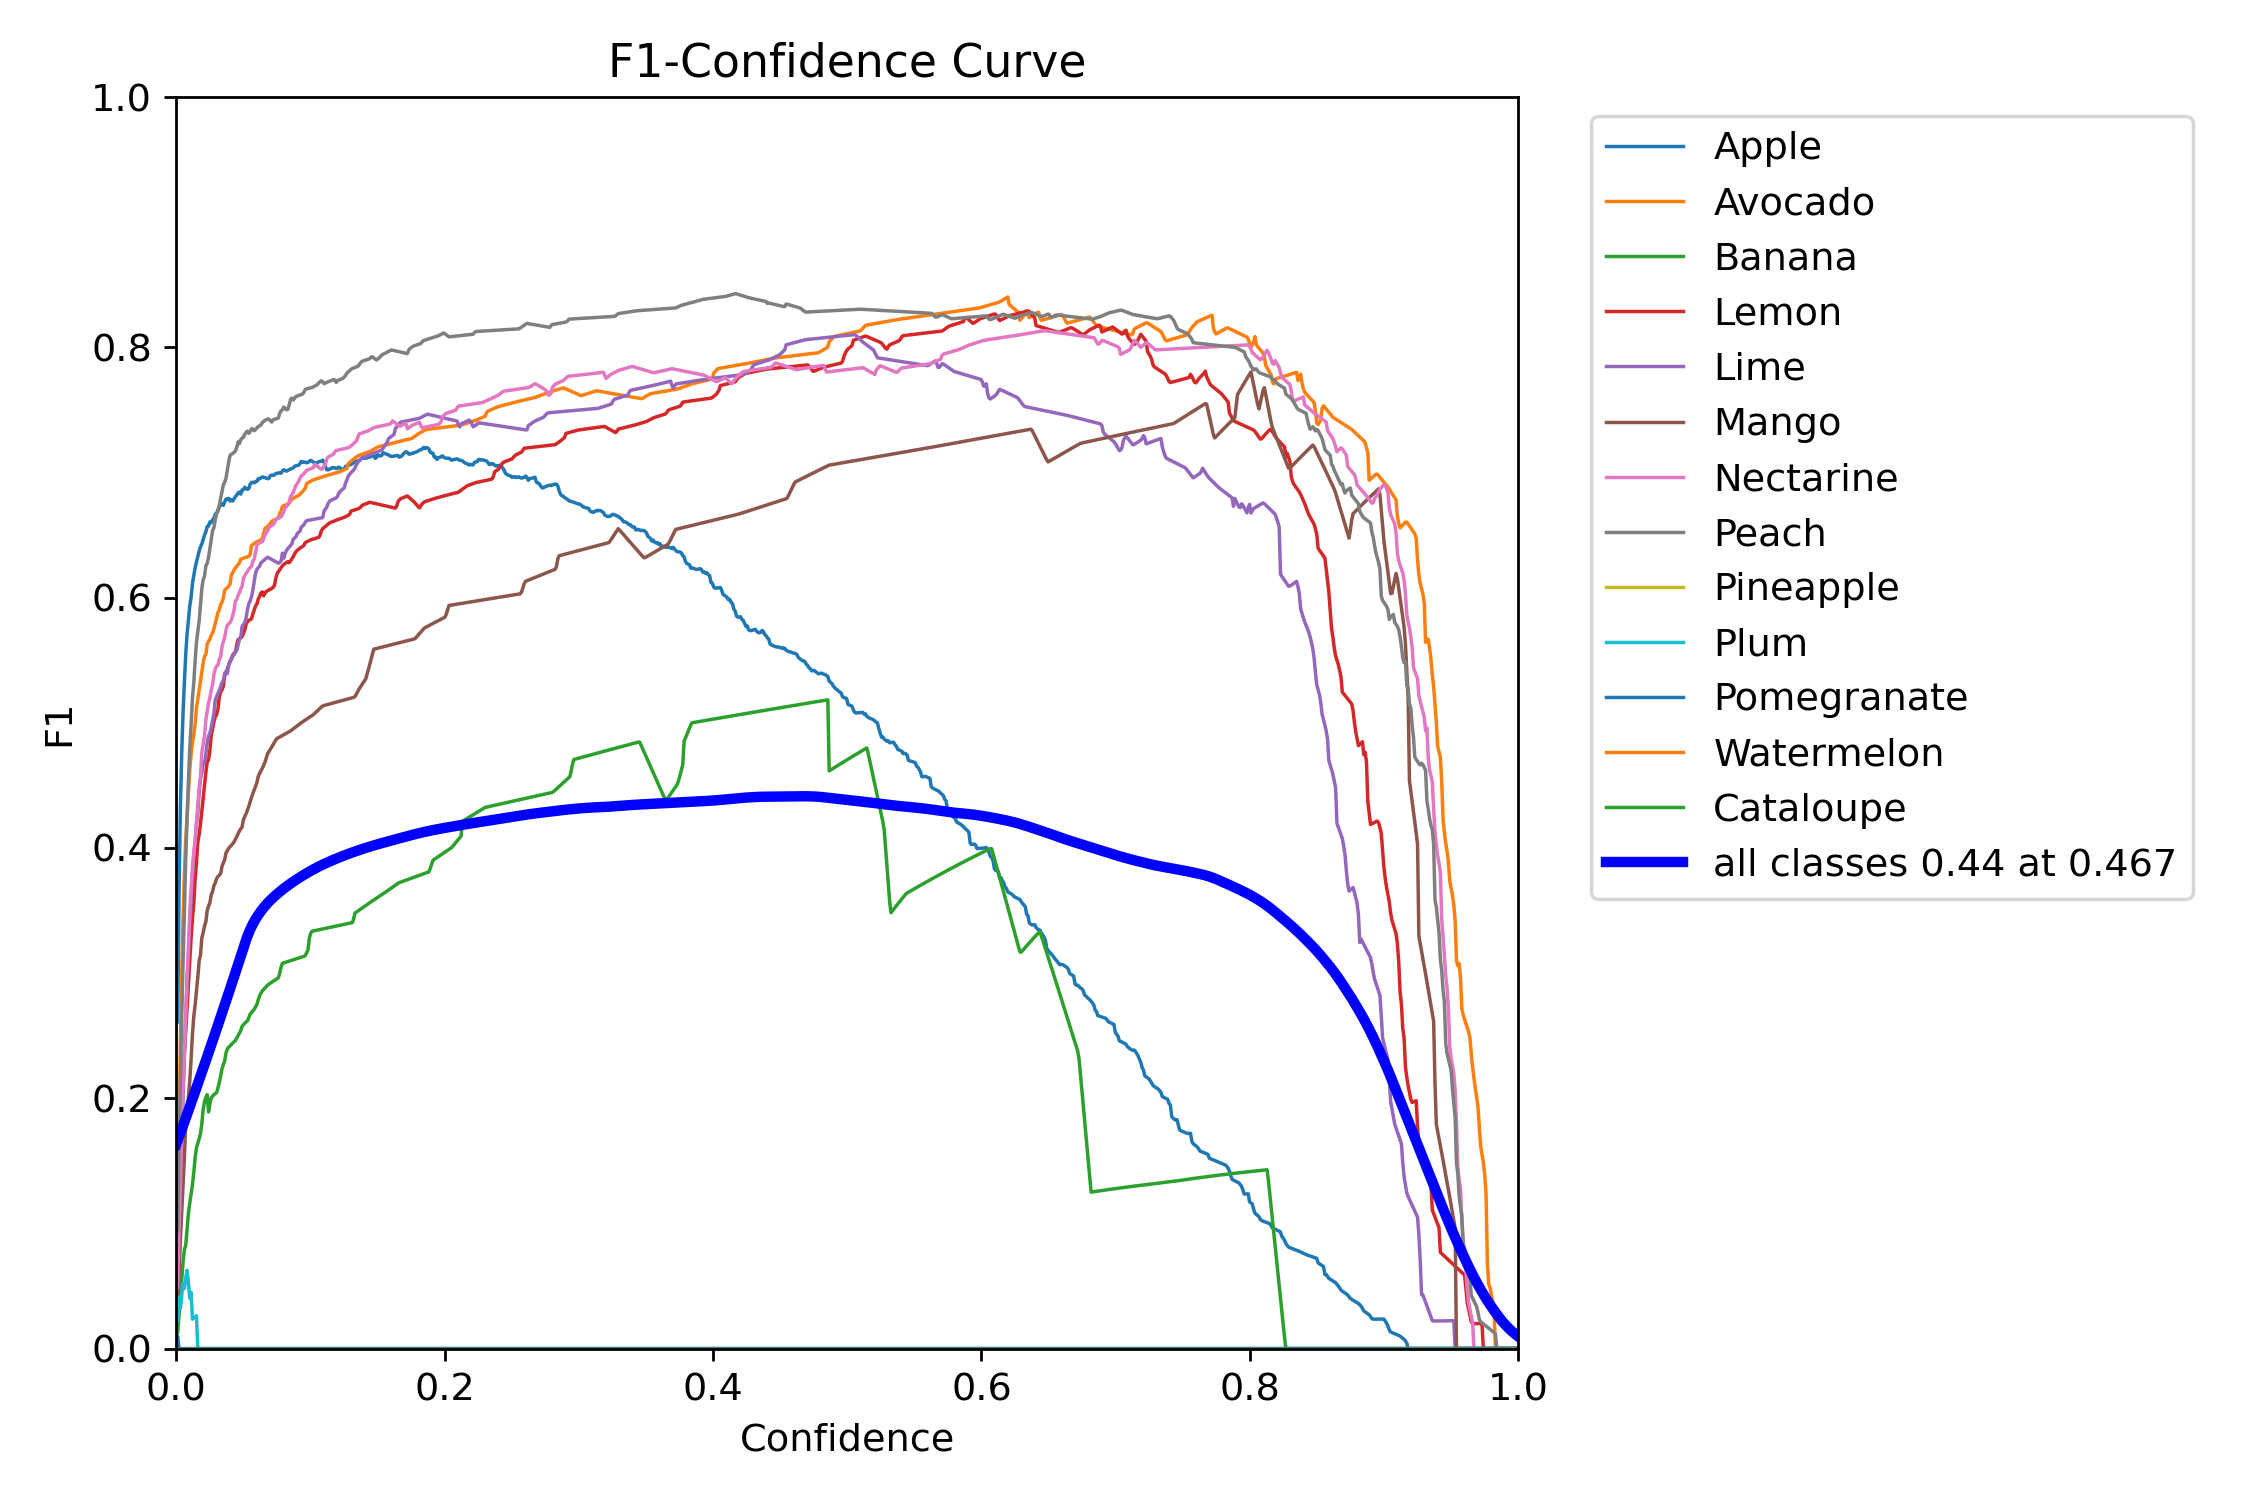 F1-Confidence Curve
1.0
0.8
0.6
0.4
0.2
0.0
F1
0.0 0.2 0.4 0.6 0.8 1.0
Confidence
Apple
Avocado
Banana
Lemon
Lime
Mango
Nectarine
Peach
Pineapple
Plum
Pomegranate
Watermelon
Cataloupe
all classes 0.44 at 0.467